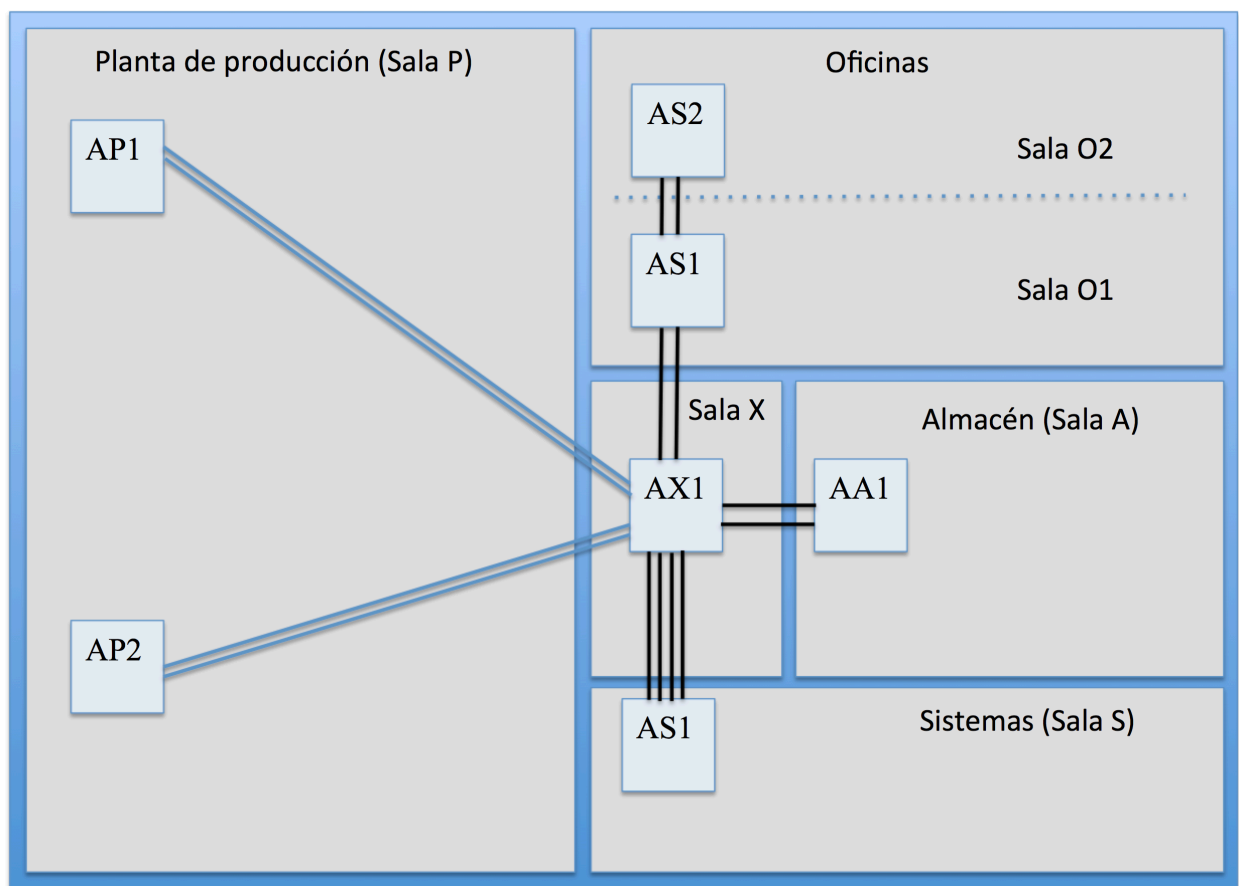 Planta de producción (Sala P)
AP1
AP2
Oficinas
AS2
Sala O2
AS1
Sala O1
Sala X
AX1
Almacén (Sala A)
AA1
AS1
Sistemas (Sala S)